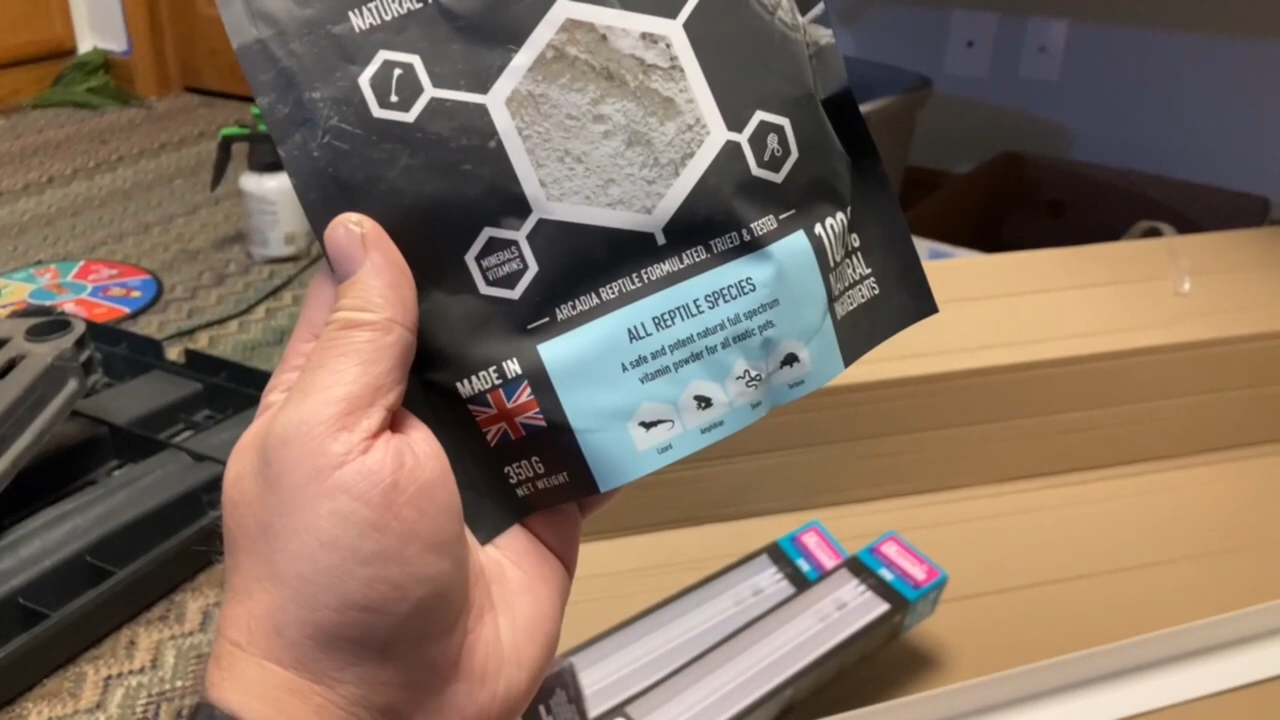 NATURAL
MINERALS
VITAMINS
ARCADIA REPTILE FORMULATED, TRIED & TESTED
100%
NATURAL
INGREDIENTS
ALL REPTILE SPECIES
A safe and potent natural full spectrum
vitamin powder for all exotic pets.
Lizard
Amphibian
Snake
Tortoise
MADE IN
350 G
NET WEIGHT